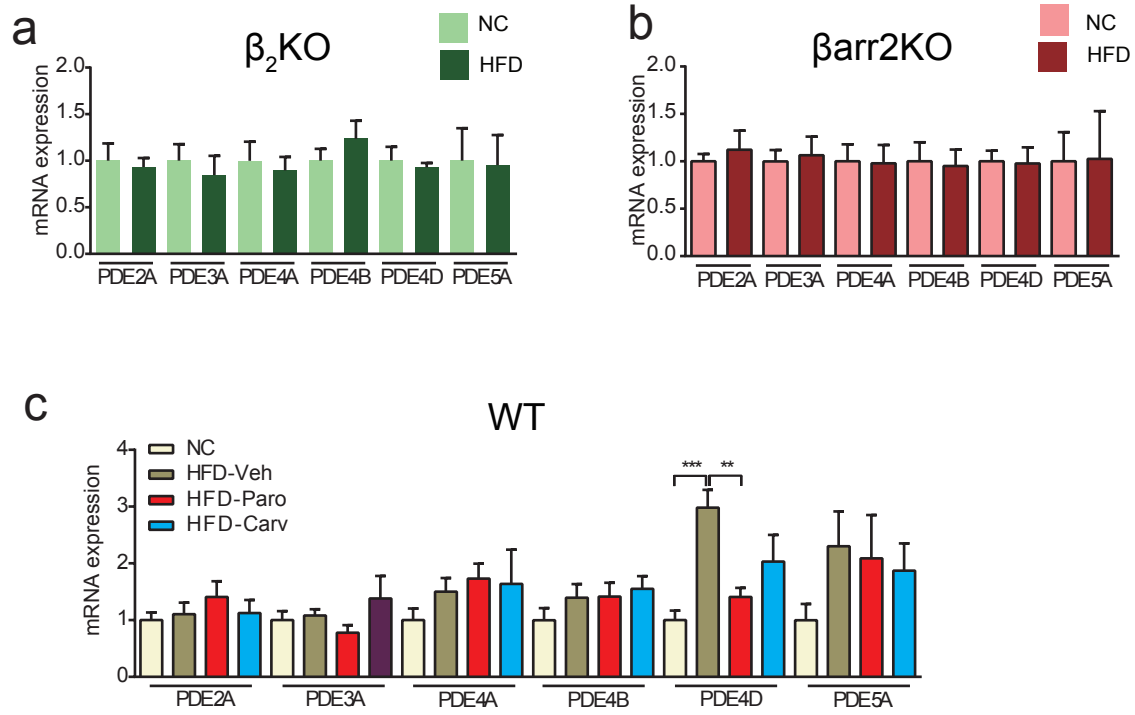 a
β₂KO
NC
HFD
mRNA expression
2.0
1.5
1.0
0.5
0.0
PDE2A PDE3A PDE4A PDE4B PDE4D PDE5A
b
βarr2KO
NC
HFD
mRNA expression
2.0
1.5
1.0
0.5
0.0
PDE2A PDE3A PDE4A PDE4B PDE4D PDE5A
c
WT
NC
HFD-Veh
HFD-Paro
HFD-Carv
mRNA expression
4
3
2
1
0
*** **
PDE2A PDE3A PDE4A PDE4B PDE4D PDE5A